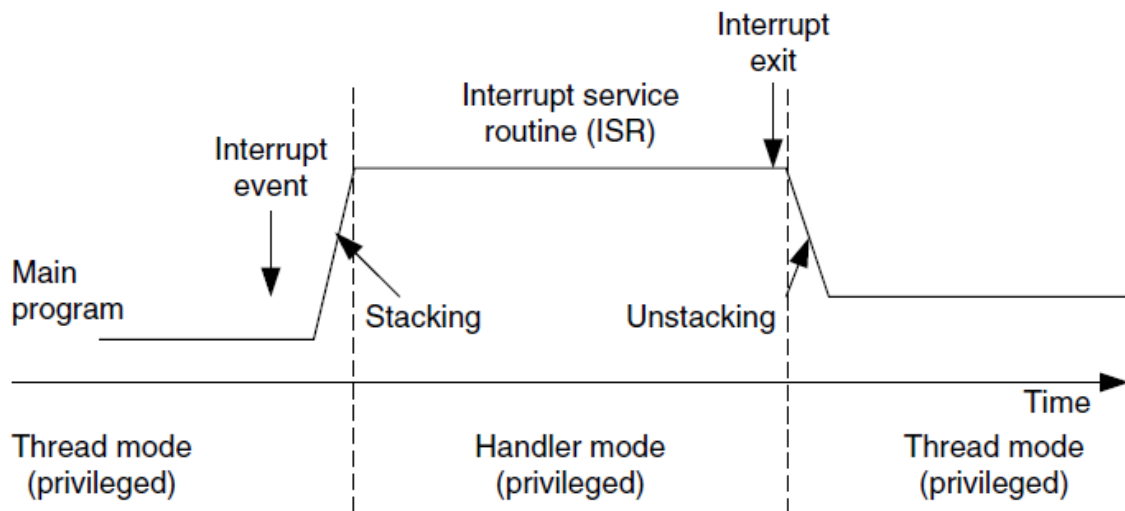 Interrupt
exit
Interrupt service
routine (ISR)
Interrupt
event
Main
program
Stacking
Unstacking
Time
Thread mode
(privileged)
Handler mode
(privileged)
Thread mode
(privileged)